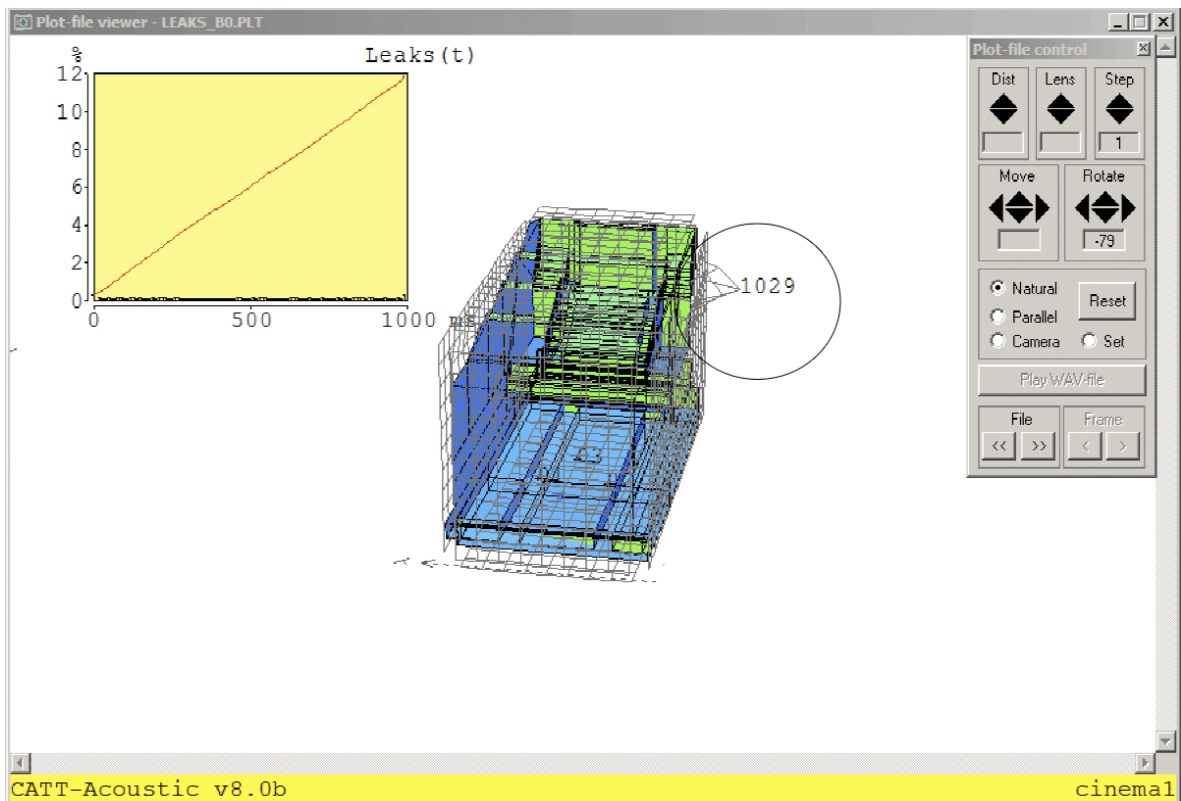 Plot-file viewer - LEAKS_B0.PLT
Leaks(t)
%
12
10
8
6
4
2
0
0 500 1000 ms
1029
A3
Plot-file control
Dist Lens Step
1
Move Rotate
-79
Natural
Parallel
Camera
Reset
Set
Play WAV-file
File Frame
<< >> < >
CATT-Acoustic v8.0b
cinema1